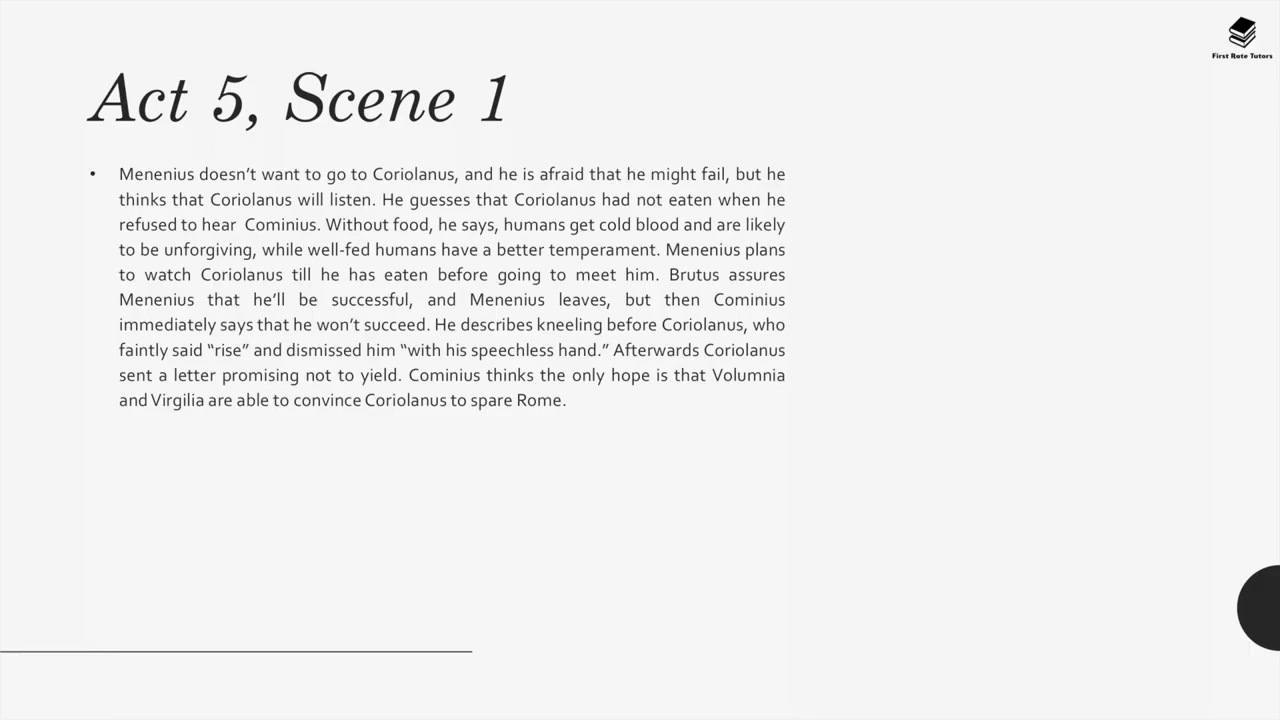 First Rate Tutors
Act 5, Scene 1
• Menenius doesn’t want to go to Coriolanus, and he is afraid that he might fail, but he
thinks that Coriolanus will listen. He guesses that Coriolanus had not eaten when he
refused to hear  Cominius. Without food, he says, humans get cold blood and are likely
to be unforgiving, while well-fed humans have a better temperament. Menenius plans
to watch Coriolanus till he has eaten before going to meet him. Brutus assures
Menenius that he’ll be successful, and Menenius leaves, but then Cominius
immediately says that he won’t succeed. He describes kneeling before Coriolanus, who
faintly said “rise” and dismissed him “with his speechless hand.” Afterwards Coriolanus
sent a letter promising not to yield. Cominius thinks the only hope is that Volumnia
and Virgilia are able to convince Coriolanus to spare Rome.